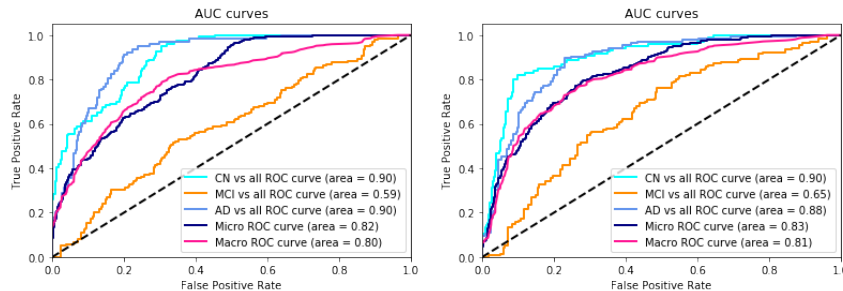 AUC curves
1.0
0.8
0.6
0.4
0.2
0.0
True Positive Rate
CN vs all ROC curve (area = 0.90)
MCI vs all ROC curve (area = 0.59)
AD vs all ROC curve (area = 0.90)
Micro ROC curve (area = 0.82)
Macro ROC curve (area = 0.80)
0.0 0.2 0.4 0.6 0.8 1.0
False Positive Rate
AUC curves
1.0
0.8
0.6
0.4
0.2
0.0
True Positive Rate
CN vs all ROC curve (area = 0.90)
MCI vs all ROC curve (area = 0.65)
AD vs all ROC curve (area = 0.88)
Micro ROC curve (area = 0.83)
Macro ROC curve (area = 0.81)
0.0 0.2 0.4 0.6 0.8 1.0
False Positive Rate